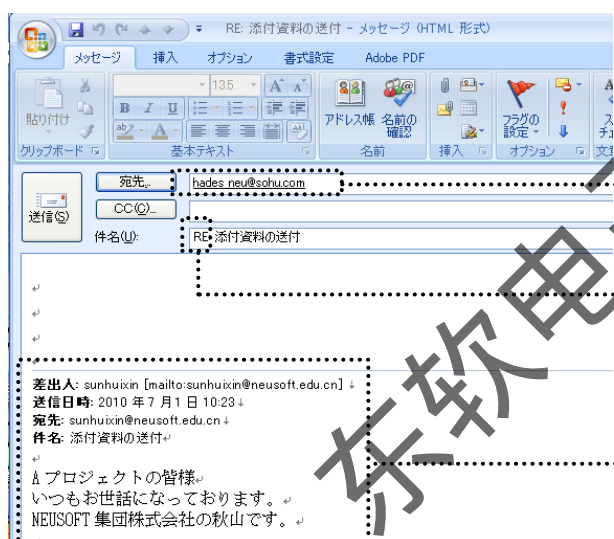 RE: 添付資料の送付 - メッセージ (HTML 形式)
メッセージ 挿入 オプション 書式設定 Adobe PDF
13.5
貼り付け
B I U
アドレス帳 名前の確認
フラグの設定
クリップボード 基本テキスト 名前 挿入 オプション
宛先... hades neu@sohu.com
送信(S)
CC(C)...
件名(U): RE: 添付資料の送付
差出人: sunhuixin [mailto:sunhuixin@neusoft.edu.cn]
送信日時: 2010 年 7 月 1 日 10:23
宛先: sunhuixin@neusoft.edu.cn
件名: 添付資料の送付
A プロジェクトの皆様
いつもお世話になっております。
NEUSOFT 集団株式会社の秋山です。
东软电